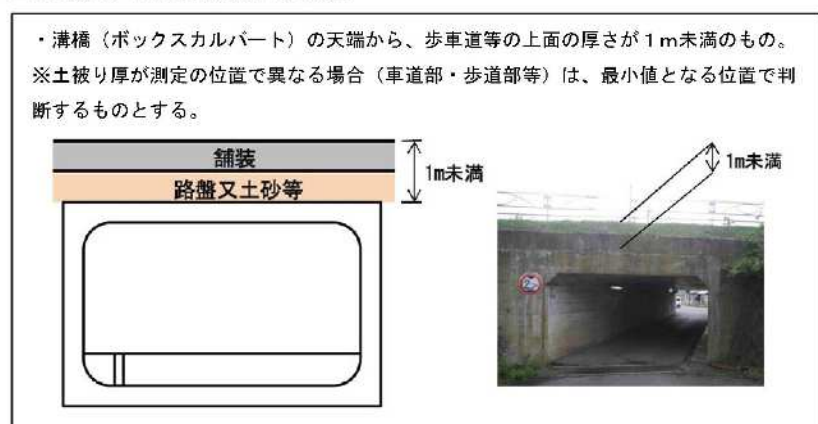 ・溝橋（ボックスカルバート）の天端から、歩車道等の上面の厚さが１ｍ未満のもの。
※土被り厚が測定の位置で異なる場合（車道部・歩道部等）は、最小値となる位置で判
断するものとする。
舗装
1m未満
路盤又土砂等
1m未満